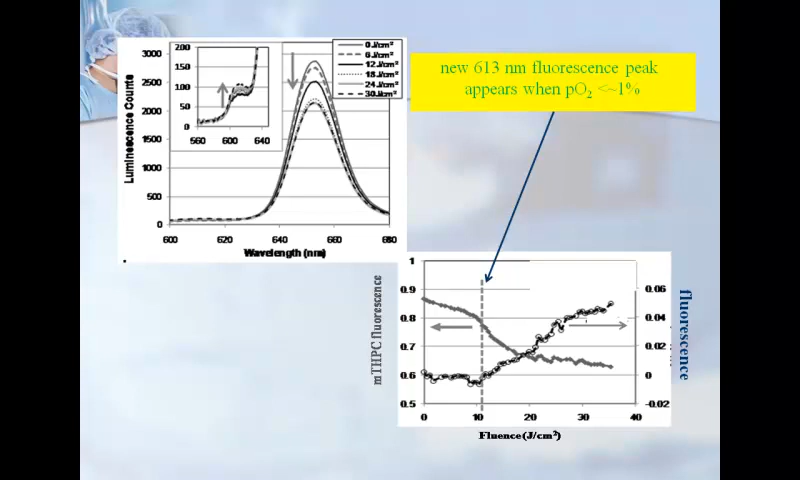 new 613 nm fluorescence peak
appears when pO₂ <~1%
3000
2500
2000
1500
1000
500
0
Luminescence Counts
200
150
100
50
0
560 600 640
0 J/cm²
6 J/cm²
12 J/cm²
18 J/cm²
24 J/cm²
30 J/cm²
600 620 640 660 680
Wavelength (nm)
mTHPC fluorescence
1
0.9
0.8
0.7
0.6
0.5
0.06
0.04
0.02
0
-0.02
fluorescence
0 10 20 30 40
Fluence (J/cm²)